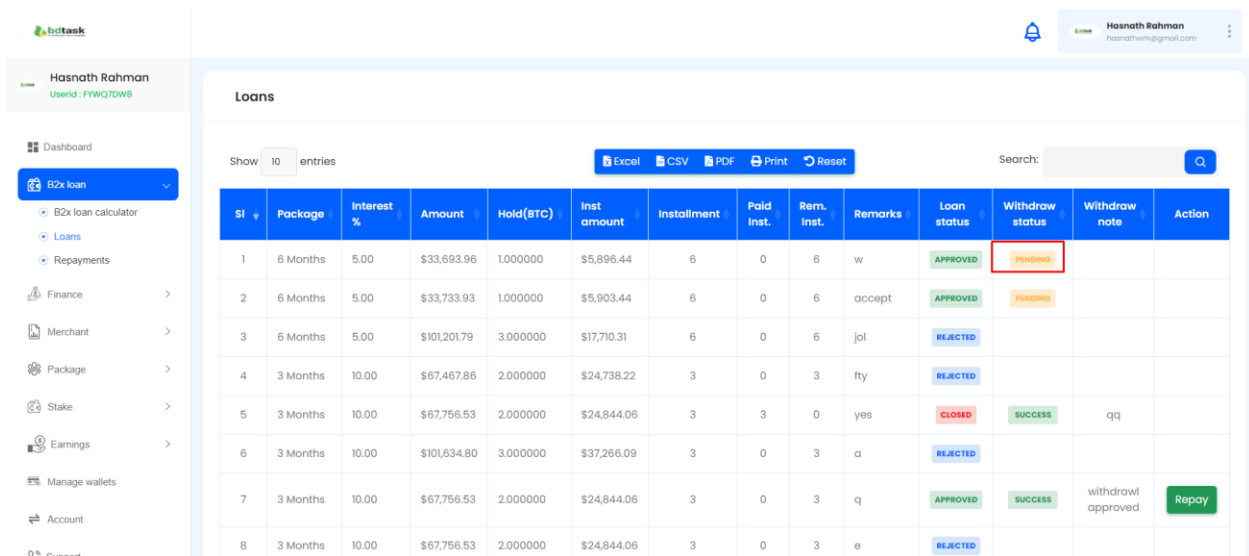 bdtask
Hasnath Rahman
hasnathwm@gmail.com
Hasnath Rahman
Userid : FYWQ7DW8
Dashboard
B2x loan
B2x loan calculator
Loans
Repayments
Finance
Merchant
Package
Stake
Earnings
Manage wallets
Account
Support
Loans
Show 10 entries
Excel CSV PDF Print Reset
Search:
Sl Package Interest % Amount Hold(BTC) Inst amount Installment Paid Inst. Rem. Inst. Remarks Loan status Withdraw status Withdraw note Action
1 6 Months 5.00 $33,693.96 1.000000 $5,896.44 6 0 6 w APPROVED PENDING
2 6 Months 5.00 $33,733.93 1.000000 $5,903.44 6 0 6 accept APPROVED PENDING
3 6 Months 5.00 $101,201.79 3.000000 $17,710.31 6 0 6 jol REJECTED
4 3 Months 10.00 $67,467.86 2.000000 $24,738.22 3 0 3 fty REJECTED
5 3 Months 10.00 $67,756.53 2.000000 $24,844.06 3 3 0 yes CLOSED SUCCESS qq
6 3 Months 10.00 $101,634.80 3.000000 $37,266.09 3 0 3 a REJECTED
7 3 Months 10.00 $67,756.53 2.000000 $24,844.06 3 0 3 q APPROVED SUCCESS withdrawl approved Repay
8 3 Months 10.00 $67,756.53 2.000000 $24,844.06 3 0 3 e REJECTED